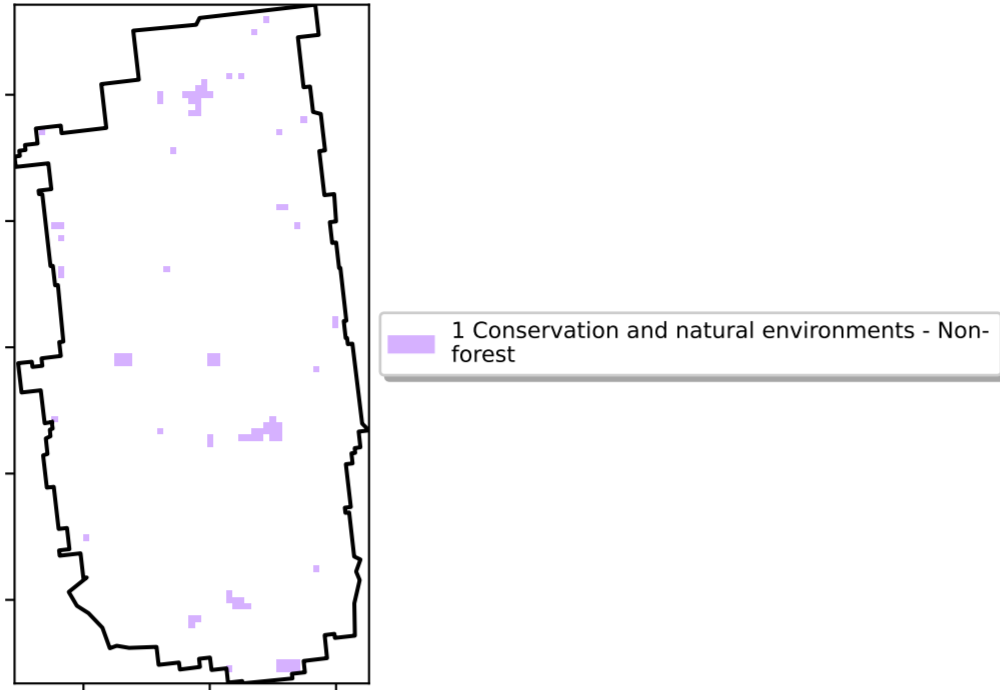 1 Conservation and natural environments - Non-
forest